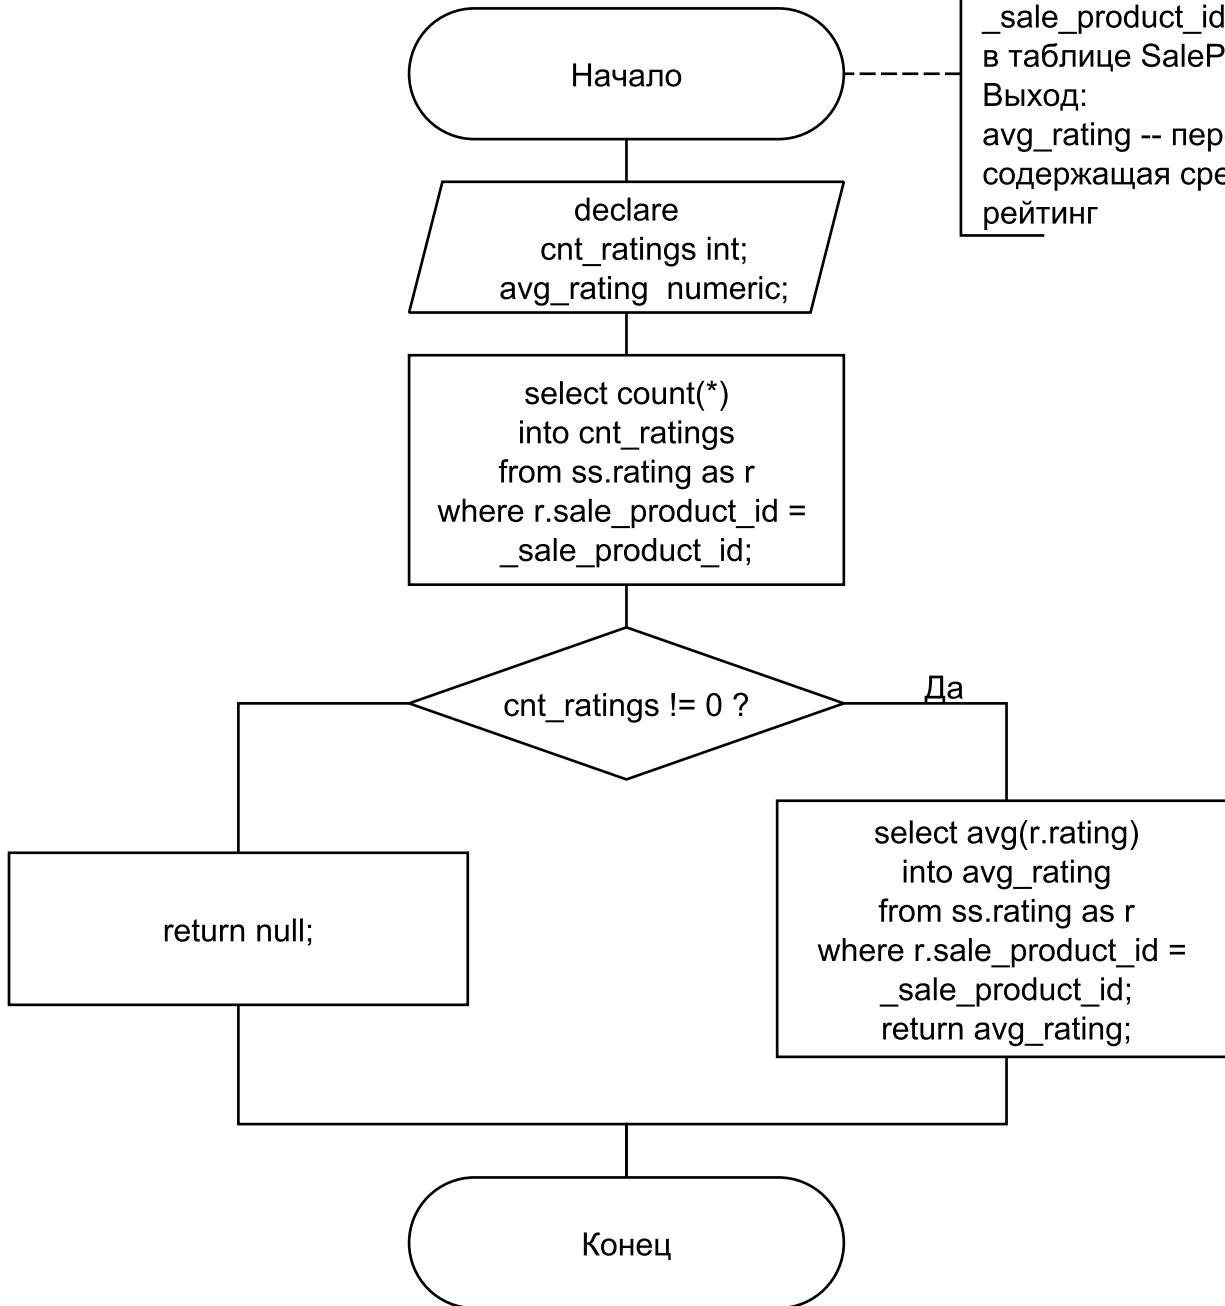 Начало
_sale_product_id
в таблице SaleP
Выход:
avg_rating -- пер
содержащая сре
рейтинг
declare
cnt_ratings int;
avg_rating numeric;
select count(*)
into cnt_ratings
from ss.rating as r
where r.sale_product_id =
_sale_product_id;
cnt_ratings != 0 ?
Да
return null;
select avg(r.rating)
into avg_rating
from ss.rating as r
where r.sale_product_id =
_sale_product_id;
return avg_rating;
Конец